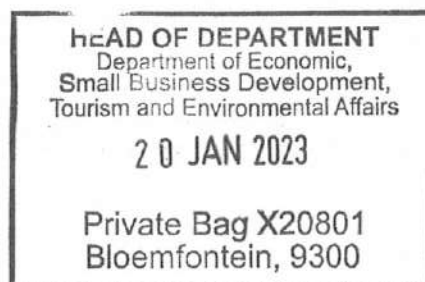 HEAD OF DEPARTMENT
Department of Economic,
Small Business Development,
Tourism and Environmental Affairs
20 JAN 2023
Private Bag X20801
Bloemfontein, 9300